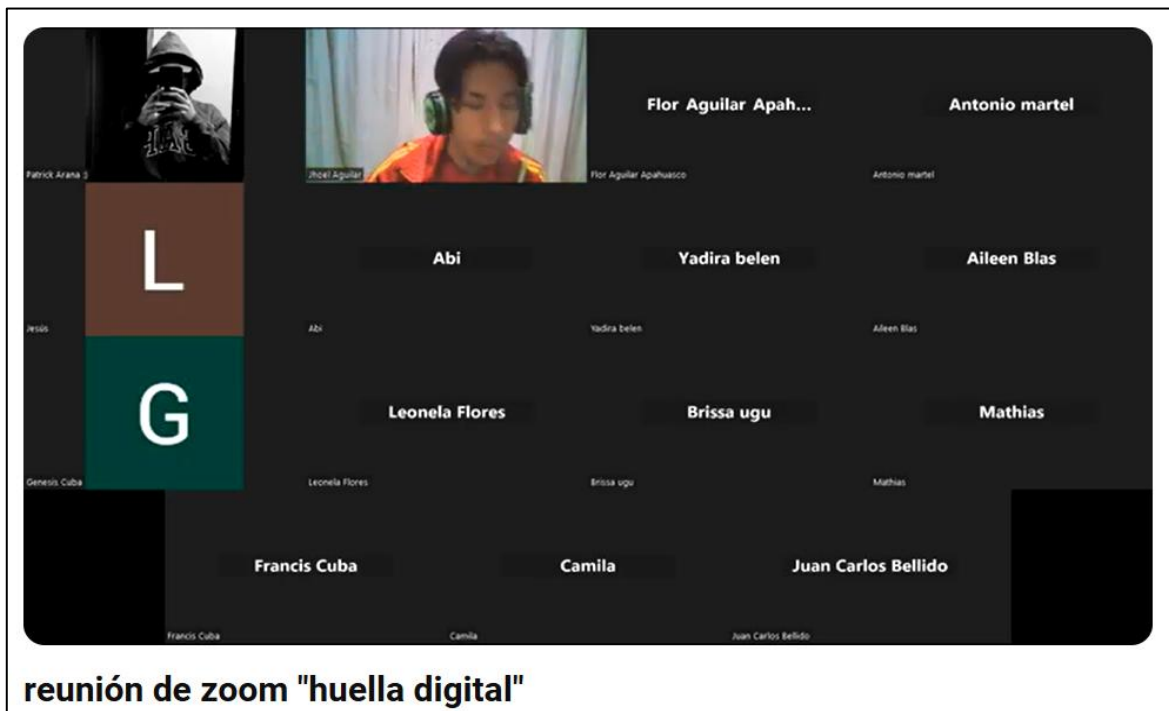 Flor Aguilar Apah...
Antonio martel
Patrick Arana :)
Jhoel Aguilar
Flor Aguilar Apahuasco
Antonio martel
L
Abi
Yadira belen
Aileen Blas
Jesús
Abi
Yadira belen
Aileen Blas
G
Leonela Flores
Brissa ugu
Mathias
Genesis Cuba
Leonela Flores
Brissa ugu
Mathias
Francis Cuba
Camila
Juan Carlos Bellido
Francis Cuba
Camila
Juan Carlos Bellido
reunión de zoom "huella digital"